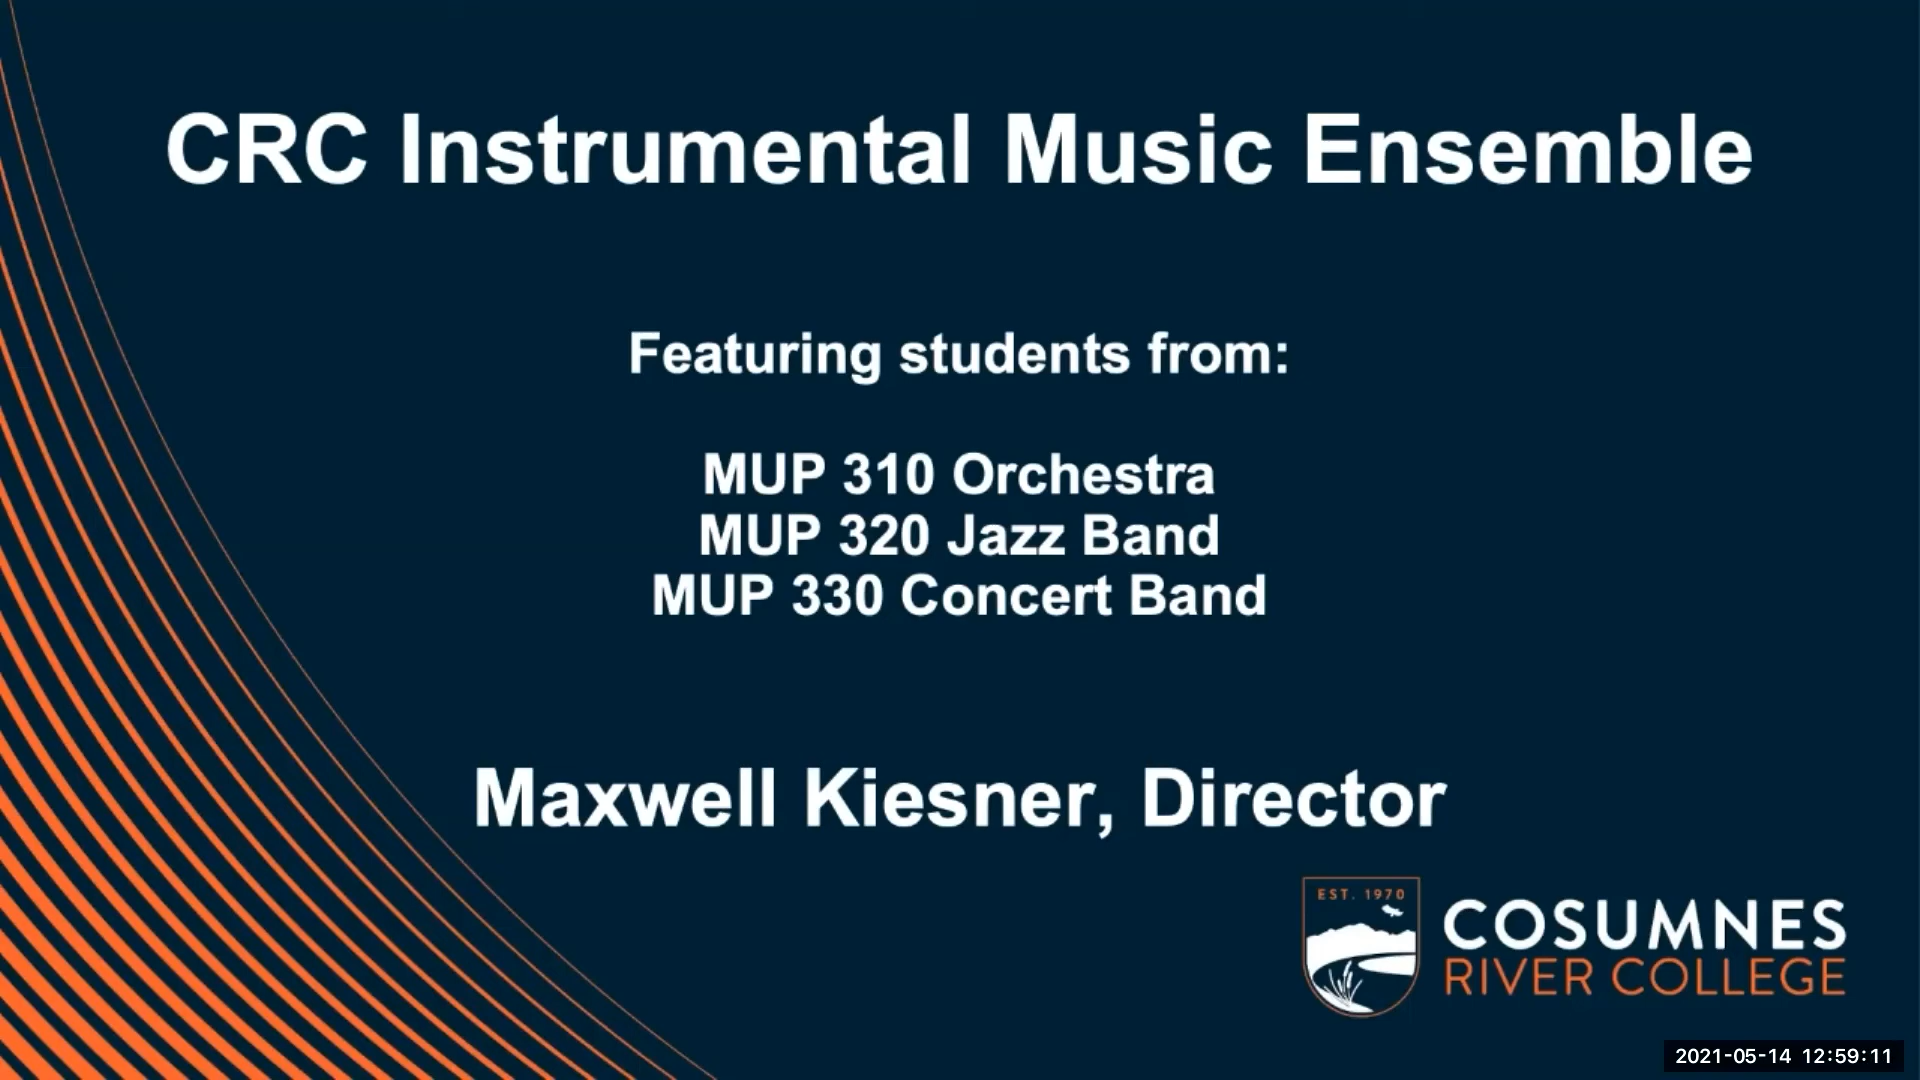 CRC Instrumental Music Ensemble
Featuring students from:
MUP 310 Orchestra
MUP 320 Jazz Band
MUP 330 Concert Band
Maxwell Kiesner, Director
EST. 1970
COSUMNES
RIVER COLLEGE
2021-05-14 12:59:11